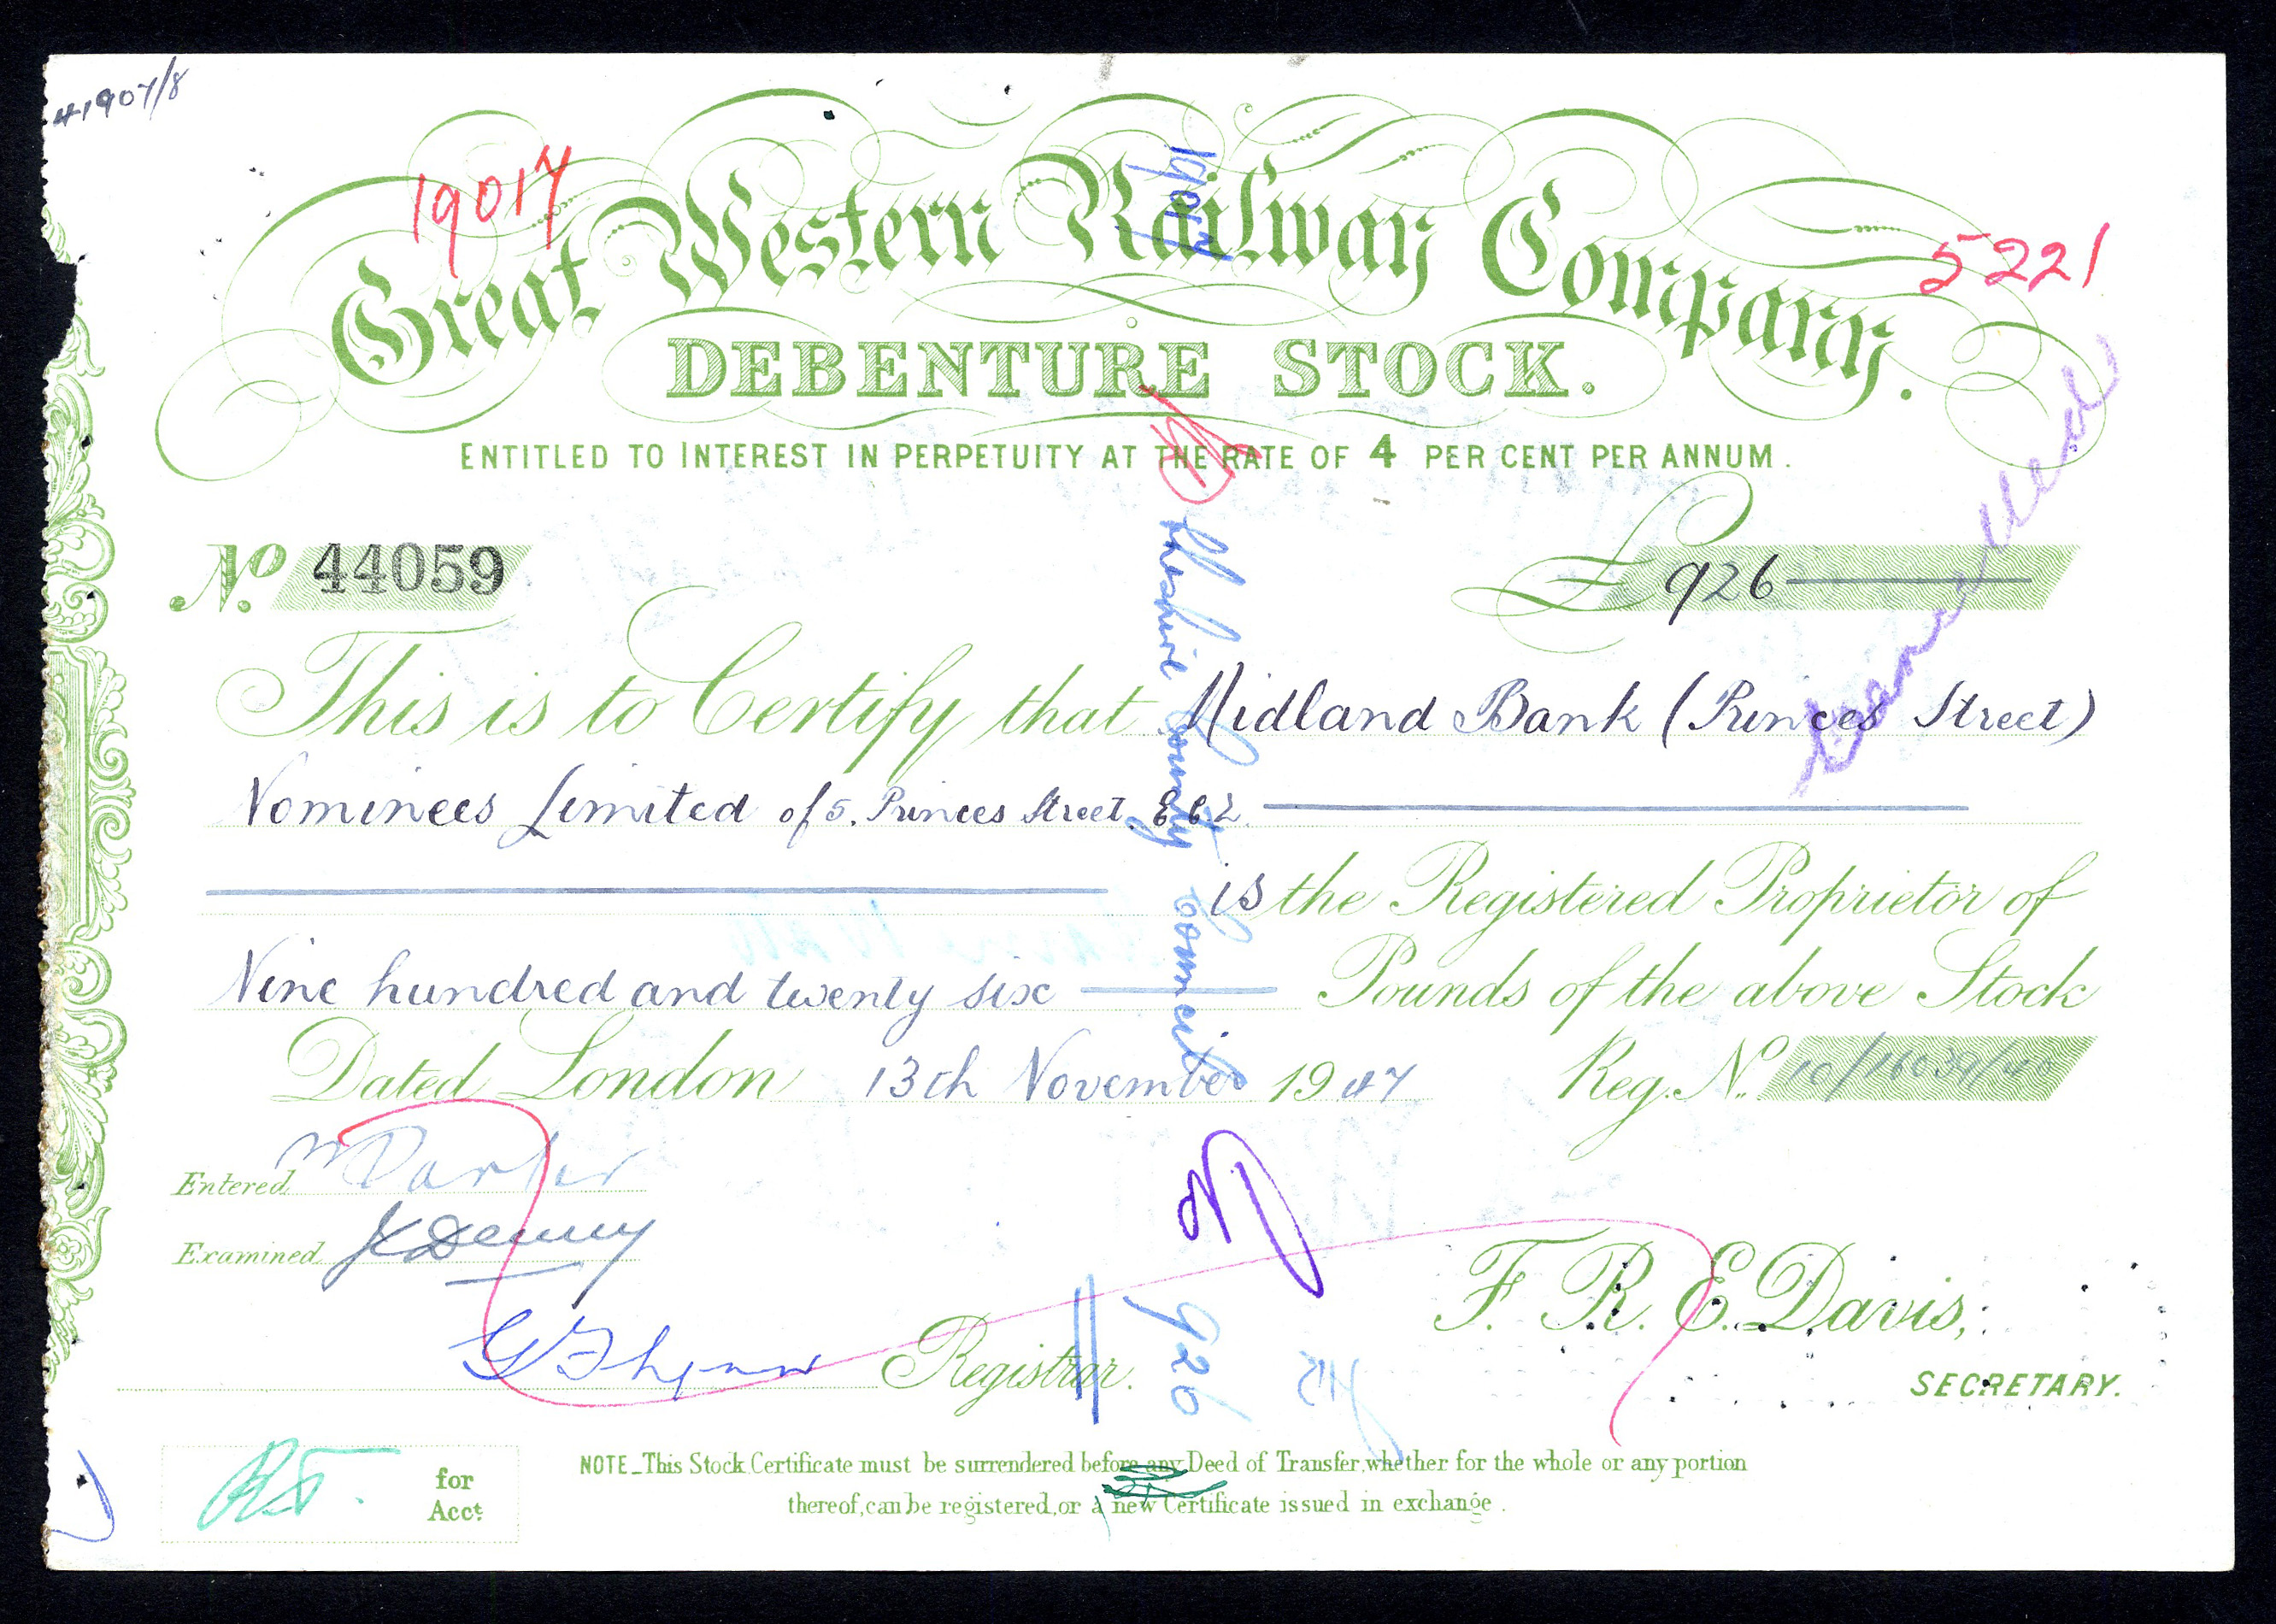 41907/8
19017
Great Western Railway Company.
5221
DEBENTURE STOCK.
ENTITLED TO INTEREST IN PERPETUITY AT THE RATE OF 4 PER CENT PER ANNUM.
No. 44059
£926
This is to Certify that Midland Bank (Princes Street)
Nominees Limited of 5. Princes Street. E C 2.
is the Registered Proprietor of
Nine hundred and twenty six Pounds of the above Stock
Dated London 13th November 1947 Reg. No.
Cheshire County Council
926
Entered
Examined
Registrar.
F. R. E. Davis,
SECRETARY.
for
Acct.
NOTE_This Stock Certificate must be surrendered before any Deed of Transfer, whether for the whole or any portion
thereof, can be registered, or a new Certificate issued in exchange.